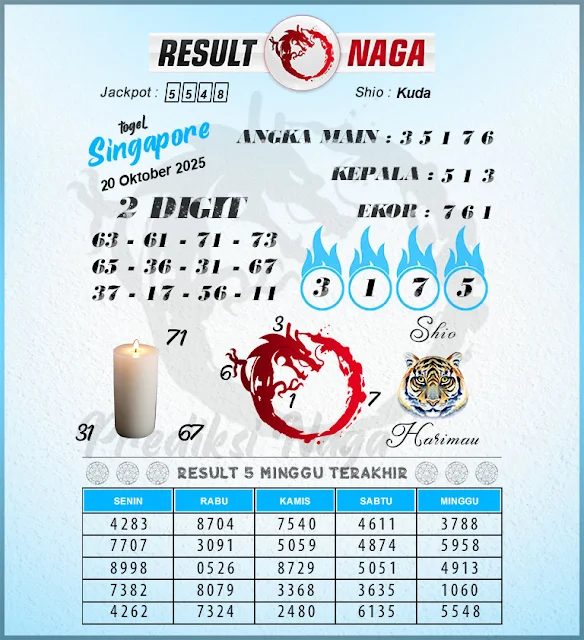 RESULT NAGA
Jackpot : 5548
Shio : Kuda
togel
Singapore
20 Oktober 2025
ANGKA MAIN : 3 5 1 7 6
KEPALA : 5 1 3
EKOR : 7 6 1
2 DIGIT
63 - 61 - 71 - 73
65 - 36 - 31 - 67
37 - 17 - 56 - 11
3 1 7 5
71
31
67
3
6
1
7
Shio
Harimau
Prediksi Naga
RESULT 5 MINGGU TERAKHIR
SENIN RABU KAMIS SABTU MINGGU
4283 8704 7540 4611 3788
7707 3091 5059 4874 5958
8998 0526 8729 5051 4913
7382 8079 3368 3635 1060
4262 7324 2480 6135 5548